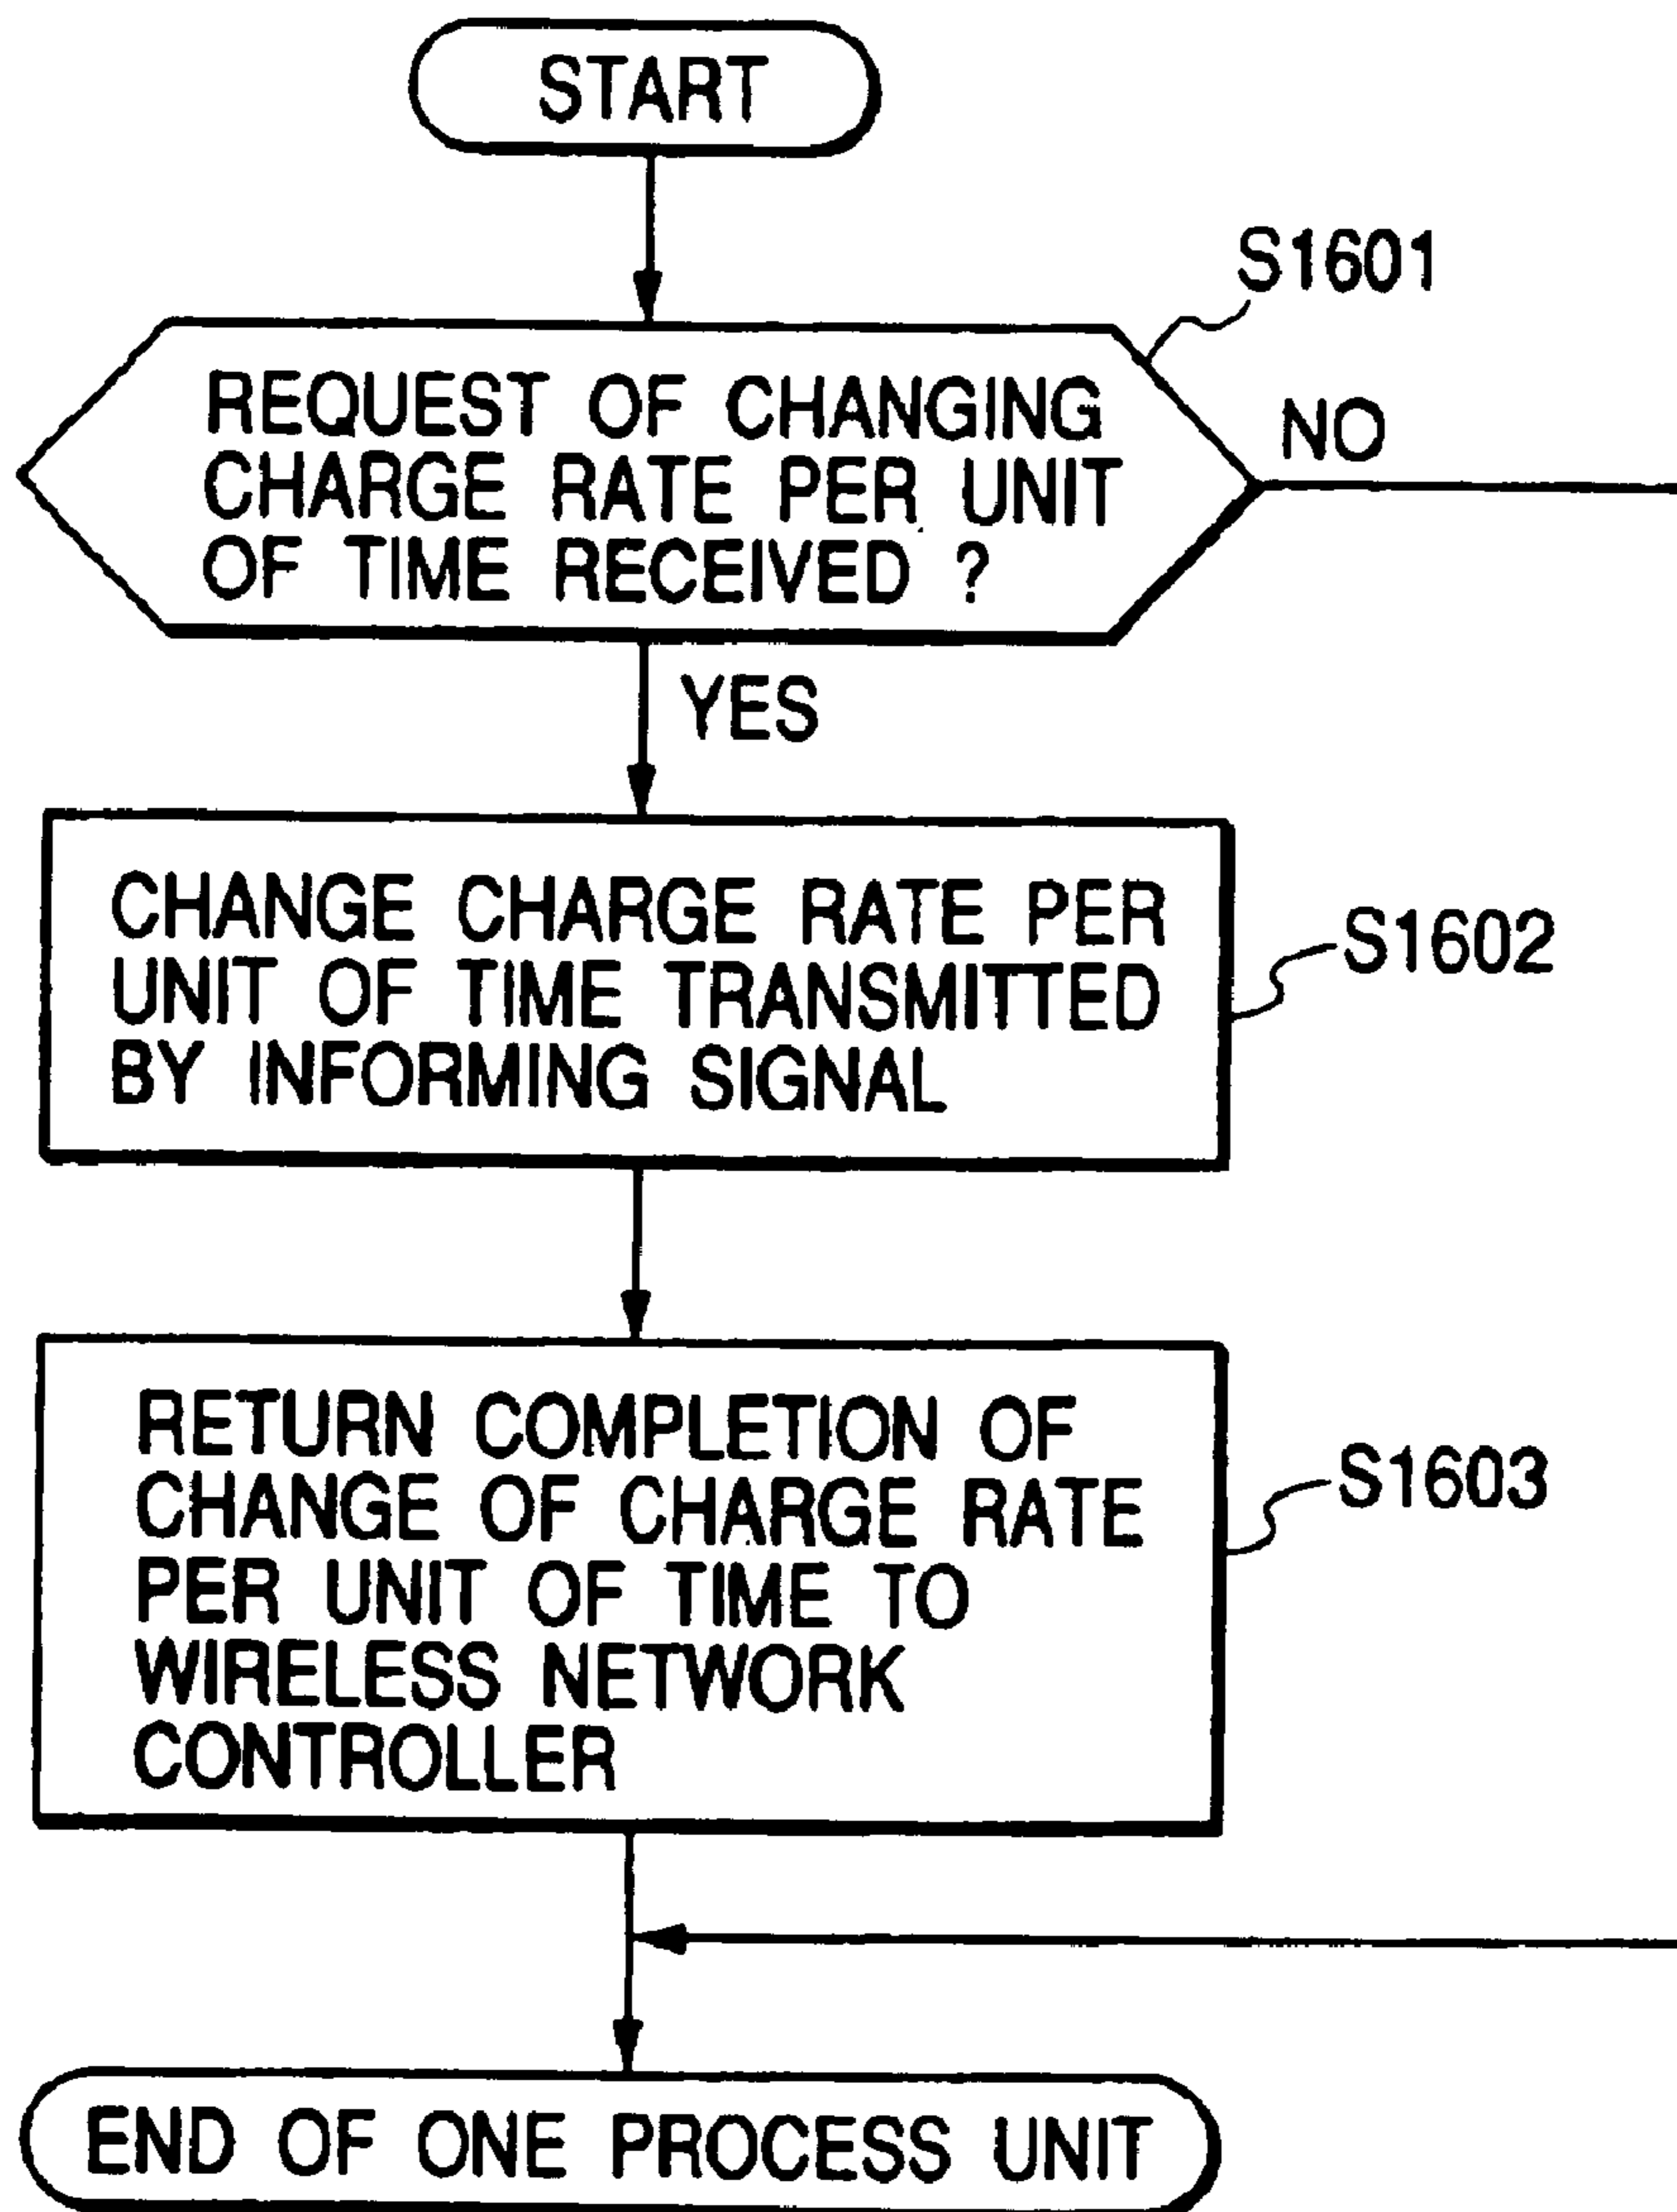 START
S1601
REQUEST OF CHANGING
CHARGE RATE PER UNIT
OF TIME RECEIVED ?
NO
YES
CHANGE CHARGE RATE PER
UNIT OF TIME TRANSMITTED
BY INFORMING SIGNAL
S1602
RETURN COMPLETION OF
CHANGE OF CHARGE RATE
PER UNIT OF TIME TO
WIRELESS NETWORK
CONTROLLER
S1603
END OF ONE PROCESS UNIT